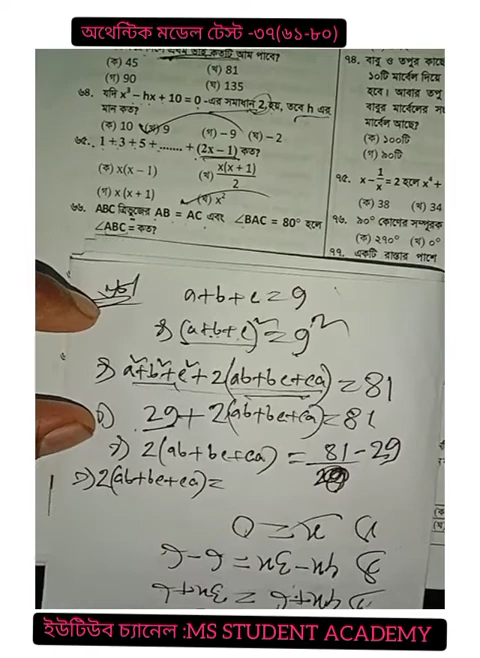 অথেন্টিক মডেল টেস্ট -৩৭(৬১-৮০)
(ক) 45 (খ) 81
(গ) 90 (ঘ) 135
৬৪. যদি x³ – hx + 10 = 0 -এর সমাধান 2 হয়, তবে h এর
মান কত?
(ক) 10 (খ) 9 (গ) – 9 (ঘ) – 2
৬৫. 1 + 3 + 5 + ........ + (2x – 1) কত?
(ক) x(x – 1) (খ) x(x + 1)/2
(গ) x (x + 1) (ঘ) x²
৬৬. ABC ত্রিভুজের AB = AC এবং ∠BAC = 80° হলে
∠ABC = কত?
৭৪. বাবু ও তপুর কাছে
১০টি মার্বেল দিয়ে
হবে। আবার তপু
বাবুর মার্বেলের
মার্বেল আছে?
(ক) ১০০টি
(গ) ৯০টি
৭৫. x – 1/x = 2 হলে x⁴ +
(ক) 38 (খ) 34
৭৬. ৯০° কোণের সম্পূরক
(ক) ২৭০° (খ) ০°
৭৭. একটি রাস্তার পাশে
a+b+c=9
(a+b+c)²=9²
a²+b²+c²+2(ab+bc+ca)=81
29+2(ab+bc+ca)=81
2(ab+bc+ca)=81-29
2(ab+bc+ca)=
x=0
4x-3x=6-6
ইউটিউব চ্যানেল :MS STUDENT ACADEMY